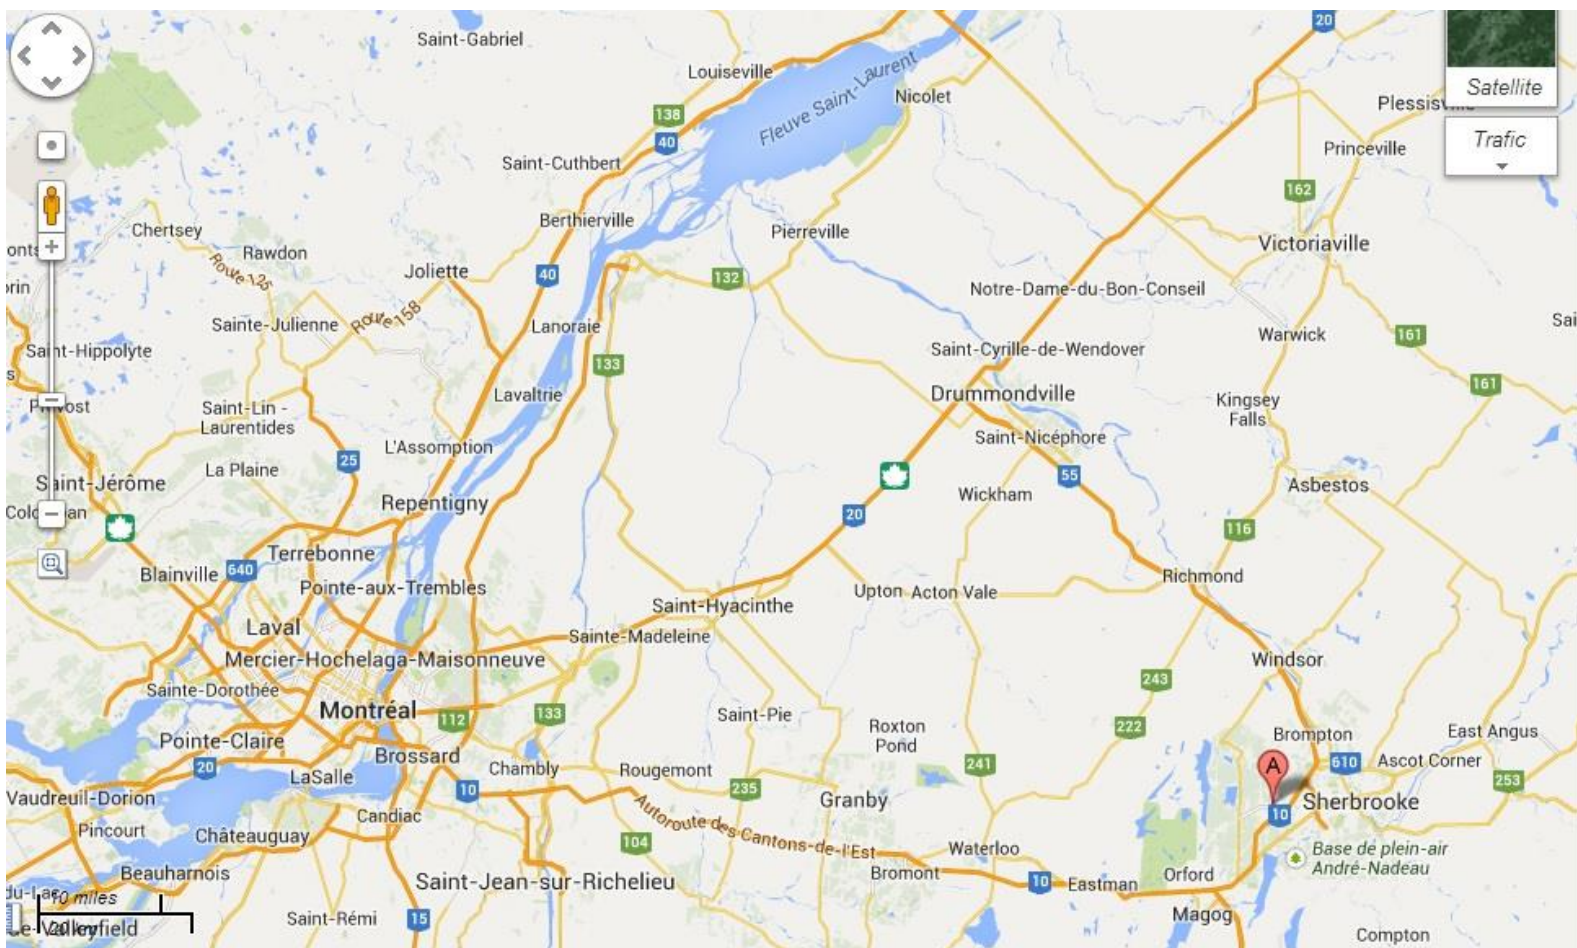 20
Saint-Gabriel
Louiseville
Fleuve Saint-Laurent
Satellite
Nicolet
Plessisville
138
40
Trafic
Princeville
Saint-Cuthbert
162
Berthierville
Chertsey
Pierreville
Victoriaville
Rawdon
Joliette
40
132
Route 125
Notre-Dame-du-Bon-Conseil
Route 158
Sainte-Julienne
Lanoraie
Warwick
161
Saint-Hippolyte
Saint-Cyrille-de-Wendover
133
161
Lavaltrie
Drummondville
Kingsey
Falls
Saint-Lin -
Laurentides
Saint-Nicéphore
L'Assomption
25
La Plaine
55
Saint-Jérôme
Asbestos
Wickham
Repentigny
20
116
Terrebonne
640
Blainville
Richmond
Pointe-aux-Trembles
Upton
Acton Vale
Saint-Hyacinthe
Laval
Sainte-Madeleine
Mercier-Hochelaga-Maisonneuve
Windsor
243
Sainte-Dorothée
Montréal
112
133
Saint-Pie
Roxton
Pond
222
Brompton
East Angus
Pointe-Claire
Brossard
20
LaSalle
Chambly
Rougemont
241
A
610
Ascot Corner
253
10
235
Vaudreuil-Dorion
Granby
Sherbrooke
Candiac
10
Pincourt
Châteauguay
Autoroute des Cantons-de-l'Est
104
Waterloo
Base de plein-air
André-Nadeau
Beauharnois
Bromont
Orford
Saint-Jean-sur-Richelieu
10
Eastman
10 miles
20 km
Saint-Rémi
15
Magog
Compton